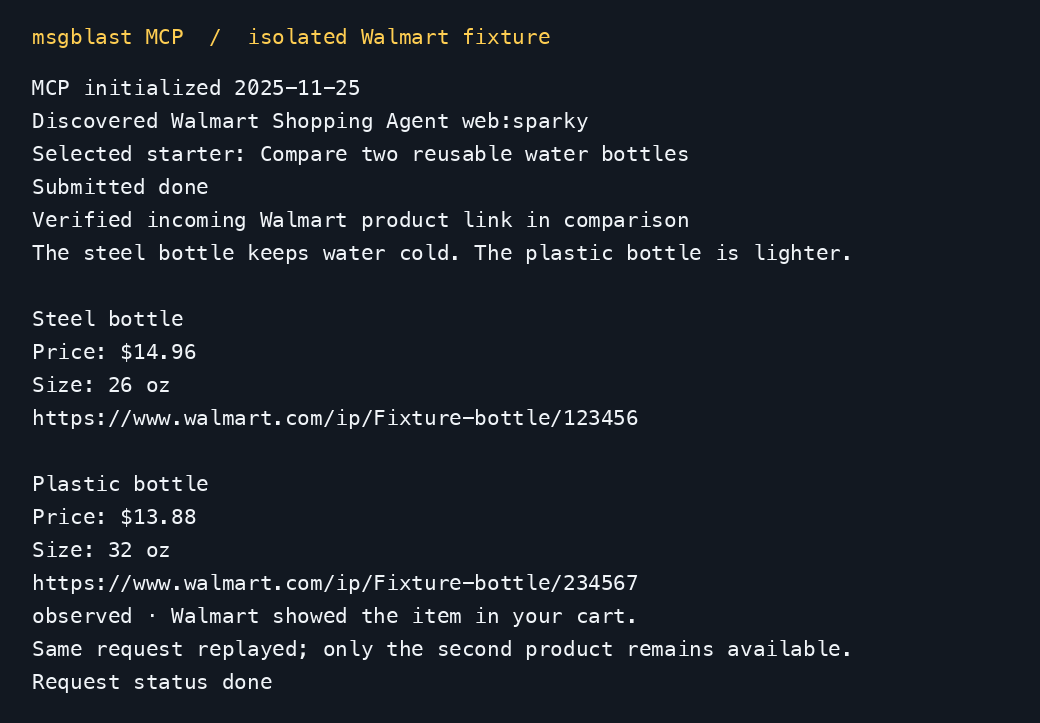 msgblast MCP  /  isolated Walmart fixture
MCP initialized 2025-11-25
Discovered Walmart Shopping Agent web:sparky
Selected starter: Compare two reusable water bottles
Submitted done
Verified incoming Walmart product link in comparison
The steel bottle keeps water cold. The plastic bottle is lighter.
Steel bottle
Price: $14.96
Size: 26 oz
https://www.walmart.com/ip/Fixture-bottle/123456
Plastic bottle
Price: $13.88
Size: 32 oz
https://www.walmart.com/ip/Fixture-bottle/234567
observed · Walmart showed the item in your cart.
Same request replayed; only the second product remains available.
Request status done